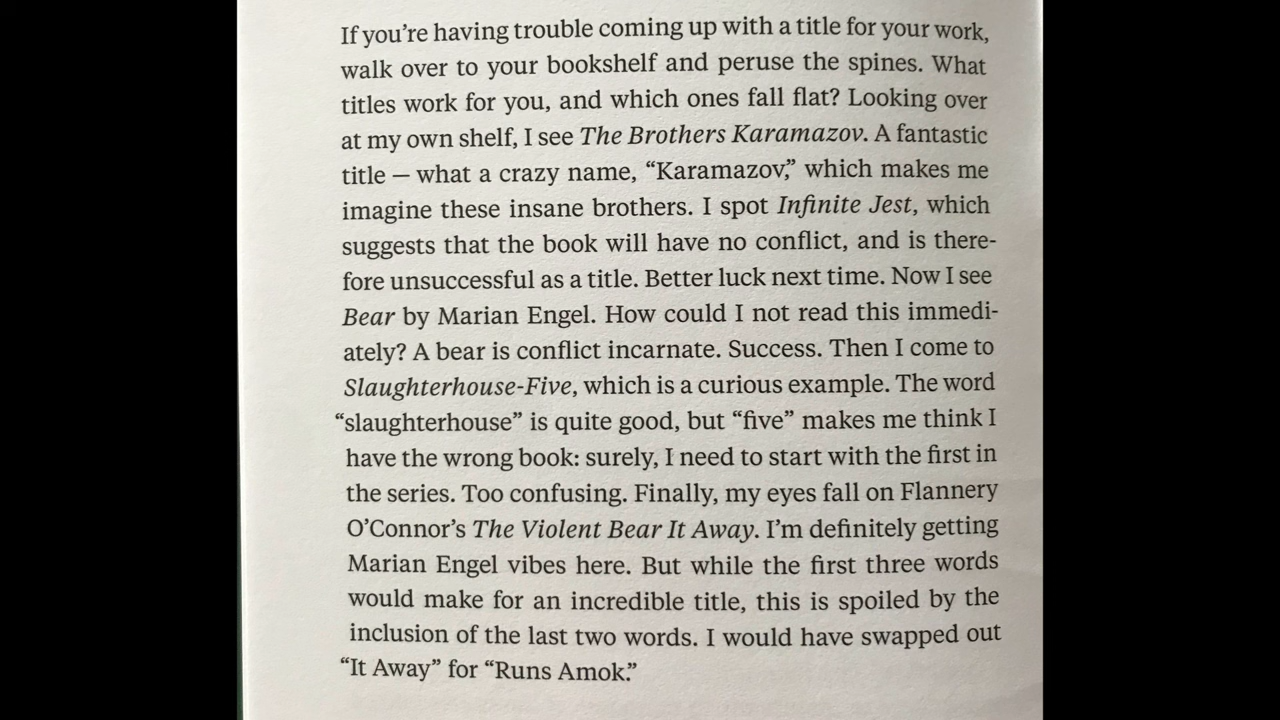 If you’re having trouble coming up with a title for your work,
walk over to your bookshelf and peruse the spines. What
titles work for you, and which ones fall flat? Looking over
at my own shelf, I see The Brothers Karamazov. A fantastic
title — what a crazy name, “Karamazov,” which makes me
imagine these insane brothers. I spot Infinite Jest, which
suggests that the book will have no conflict, and is there-
fore unsuccessful as a title. Better luck next time. Now I see
Bear by Marian Engel. How could I not read this immedi-
ately? A bear is conflict incarnate. Success. Then I come to
Slaughterhouse-Five, which is a curious example. The word
“slaughterhouse” is quite good, but “five” makes me think I
have the wrong book: surely, I need to start with the first in
the series. Too confusing. Finally, my eyes fall on Flannery
O’Connor’s The Violent Bear It Away. I’m definitely getting
Marian Engel vibes here. But while the first three words
would make for an incredible title, this is spoiled by the
inclusion of the last two words. I would have swapped out
“It Away” for “Runs Amok.”